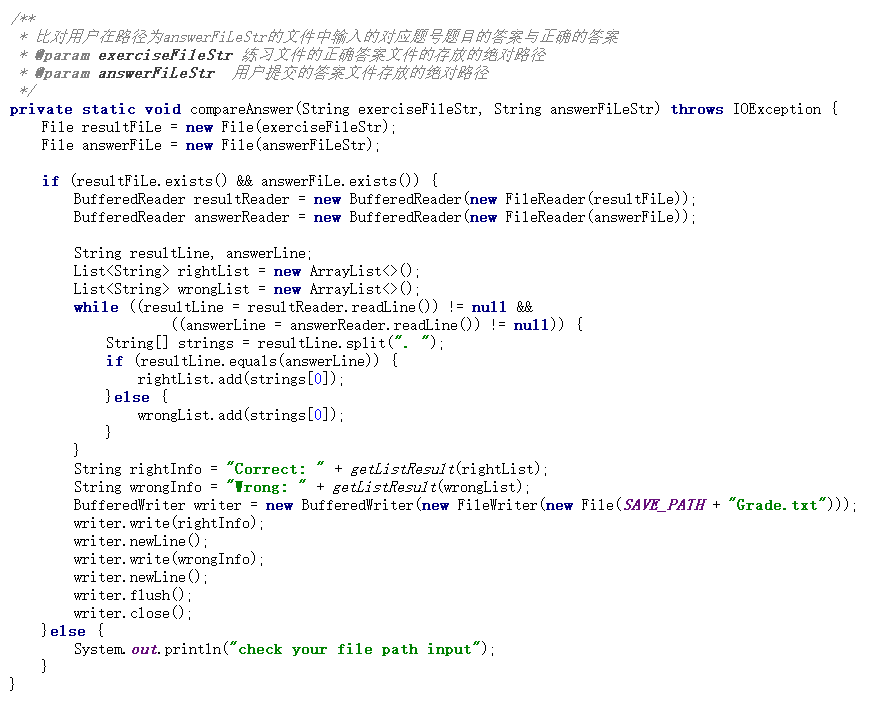 /**
 * 比对用户在路径为answerFiLeStr的文件中输入的对应题号题目的答案与正确的答案
 * @param exerciseFileStr 练习文件的正确答案文件的存放的绝对路径
 * @param answerFiLeStr  用户提交的答案文件存放的绝对路径
 */
private static void compareAnswer(String exerciseFileStr, String answerFiLeStr) throws IOException {
    File resultFiLe = new File(exerciseFileStr);
    File answerFiLe = new File(answerFiLeStr);

    if (resultFiLe.exists() && answerFiLe.exists()) {
        BufferedReader resultReader = new BufferedReader(new FileReader(resultFiLe));
        BufferedReader answerReader = new BufferedReader(new FileReader(answerFiLe));

        String resultLine, answerLine;
        List<String> rightList = new ArrayList<>();
        List<String> wrongList = new ArrayList<>();
        while ((resultLine = resultReader.readLine()) != null &&
                    ((answerLine = answerReader.readLine()) != null)) {
            String[] strings = resultLine.split(". ");
            if (resultLine.equals(answerLine)) {
                rightList.add(strings[0]);
            }else {
                wrongList.add(strings[0]);
            }
        }
        String rightInfo = "Correct: " + getListResult(rightList);
        String wrongInfo = "Wrong: " + getListResult(wrongList);
        BufferedWriter writer = new BufferedWriter(new FileWriter(new File(SAVE_PATH + "Grade.txt")));
        writer.write(rightInfo);
        writer.newLine();
        writer.write(wrongInfo);
        writer.newLine();
        writer.flush();
        writer.close();
    }else {
        System.out.println("check your file path input");
    }
}